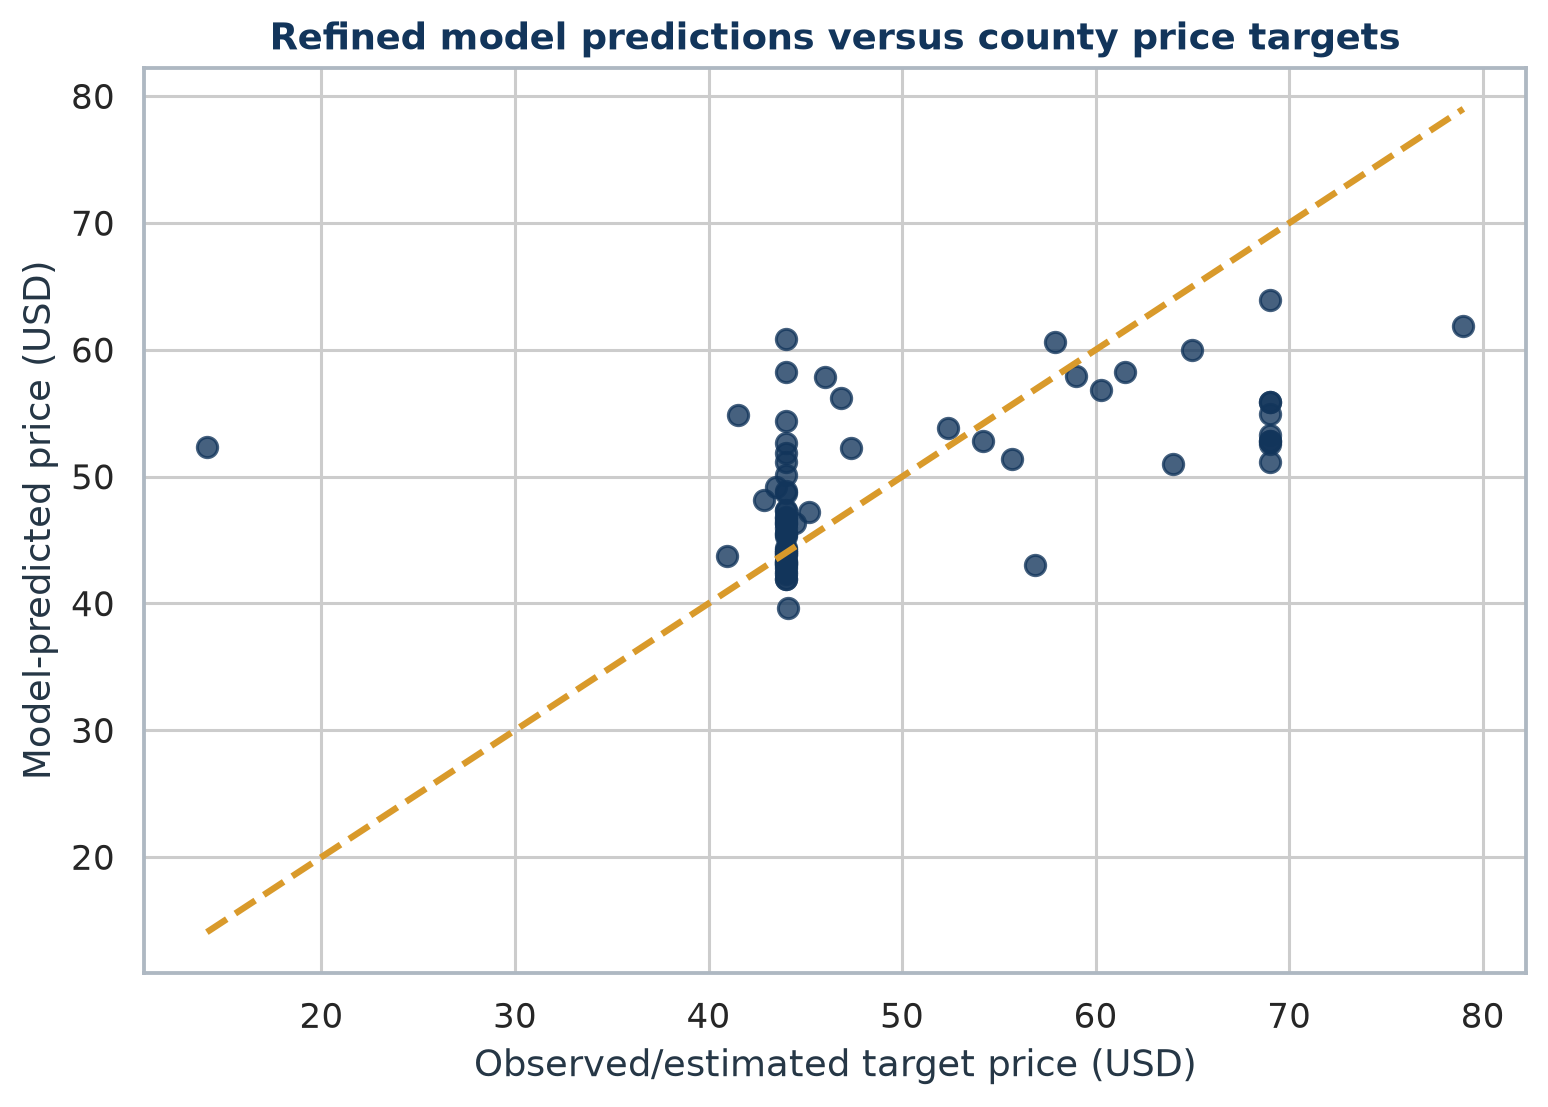 Refined model predictions versus county price targets
80
70
60
50
40
30
20
Model-predicted price (USD)
20 30 40 50 60 70 80
Observed/estimated target price (USD)